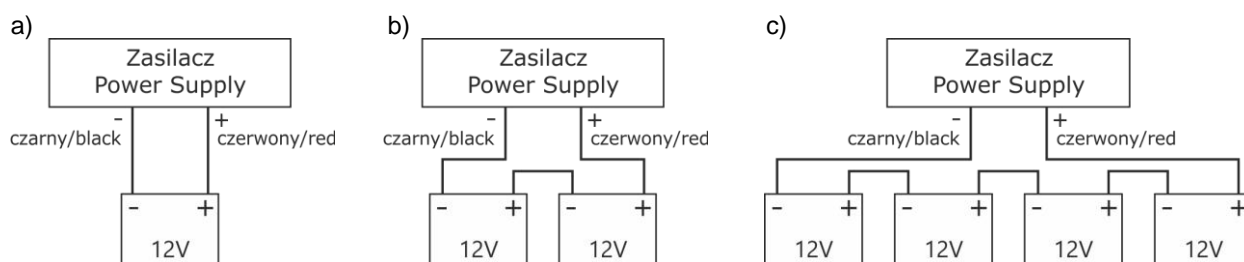 a)
Zasilacz
Power Supply
- +
czarny/black czerwony/red
- +
12V
b)
Zasilacz
Power Supply
- +
czarny/black czerwony/red
- + - +
12V 12V
c)
Zasilacz
Power Supply
- +
czarny/black czerwony/red
- + - + - + - +
12V 12V 12V 12V